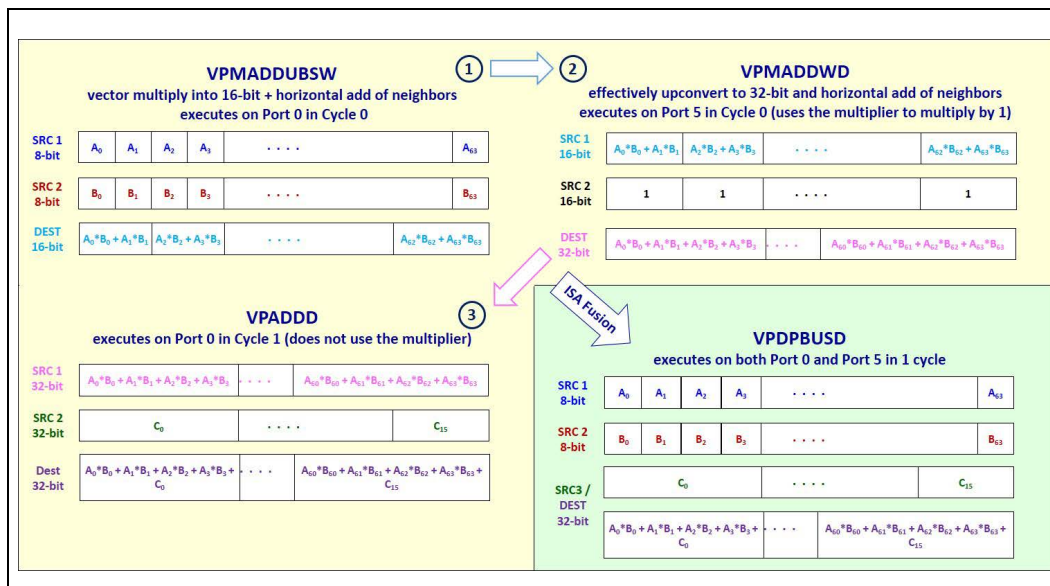 VPMADDUBSW
1
vector multiply into 16-bit + horizontal add of neighbors
executes on Port 0 in Cycle 0
SRC 1
8-bit
A₀ A₁ A₂ A₃ . . . . A₆₃
SRC 2
8-bit
B₀ B₁ B₂ B₃ . . . . B₆₃
DEST
16-bit
A₀*B₀ + A₁*B₁ A₂*B₂ + A₃*B₃ . . . . A₆₂*B₆₂ + A₆₃*B₆₃
2
VPMADDWD
effectively upconvert to 32-bit and horizontal add of neighbors
executes on Port 5 in Cycle 0 (uses the multiplier to multiply by 1)
SRC 1
16-bit
A₀*B₀ + A₁*B₁ A₂*B₂ + A₃*B₃ . . . . A₆₂*B₆₂ + A₆₃*B₆₃
SRC 2
16-bit
1 1 . . . . 1
DEST
32-bit
A₀*B₀ + A₁*B₁ + A₂*B₂ + A₃*B₃ . . . . A₆₀*B₆₀ + A₆₁*B₆₁ + A₆₂*B₆₂ + A₆₃*B₆₃
VPADDD
3
executes on Port 0 in Cycle 1 (does not use the multiplier)
SRC 1
32-bit
A₀*B₀ + A₁*B₁ + A₂*B₂ + A₃*B₃ . . . . A₆₀*B₆₀ + A₆₁*B₆₁ + A₆₂*B₆₂ + A₆₃*B₆₃
SRC 2
32-bit
C₀ . . . . C₁₅
Dest
32-bit
A₀*B₀ + A₁*B₁ + A₂*B₂ + A₃*B₃ + . . . . A₆₀*B₆₀ + A₆₁*B₆₁ + A₆₂*B₆₂ + A₆₃*B₆₃ +
C₀ C₁₅
ISA Fusion
VPDPBUSD
executes on both Port 0 and Port 5 in 1 cycle
SRC 1
8-bit
A₀ A₁ A₂ A₃ . . . . A₆₃
SRC 2
8-bit
B₀ B₁ B₂ B₃ . . . . B₆₃
SRC3 /
DEST
32-bit
C₀ . . . . C₁₅
A₀*B₀ + A₁*B₁ + A₂*B₂ + A₃*B₃ + . . . . A₆₀*B₆₀ + A₆₁*B₆₁ + A₆₂*B₆₂ + A₆₃*B₆₃ +
C₀ C₁₅